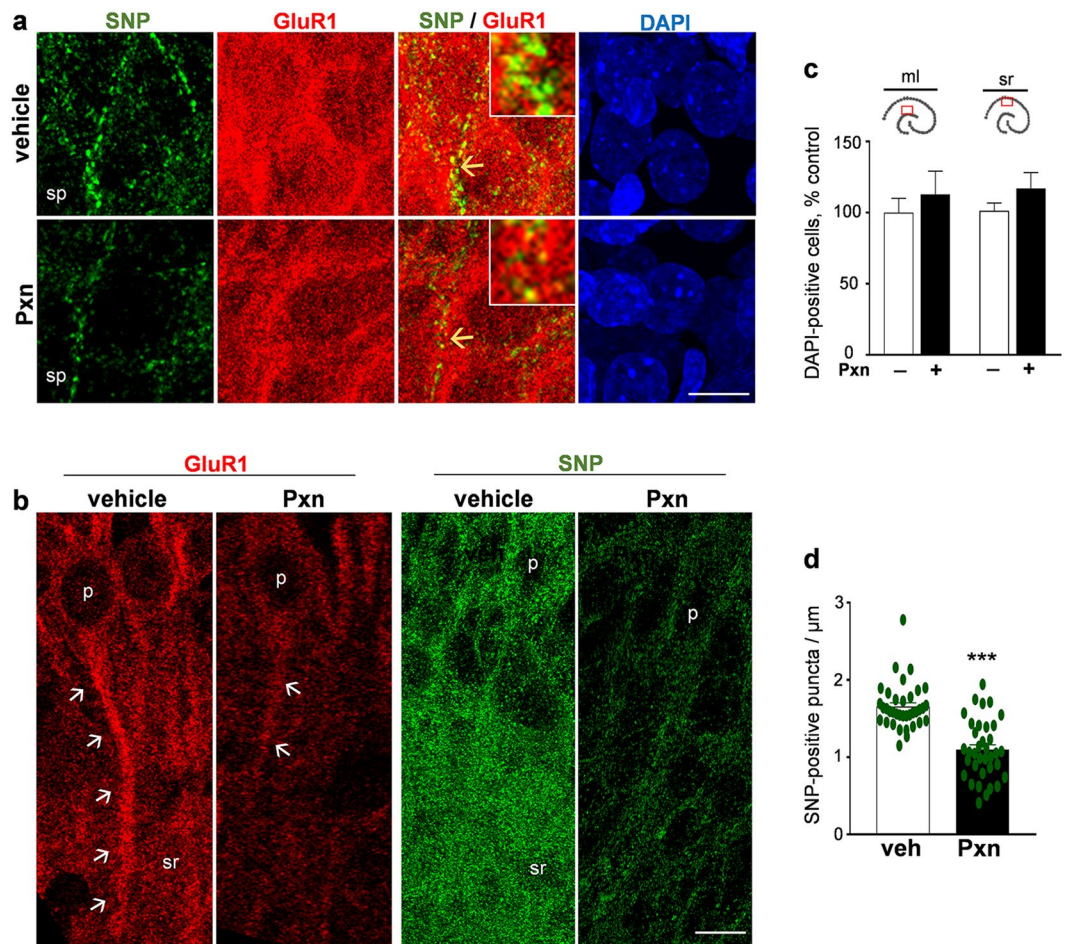 a
SNP GluR1 SNP / GluR1 DAPI
vehicle
sp
Pxn
sp
c
ml sr
DAPI-positive cells, % control
150
100
50
0
Pxn – + – +
b
GluR1 SNP
vehicle Pxn vehicle Pxn
p p p p
sr sr
d
SNP-positive puncta / µm
3
2
1
0
***
veh Pxn